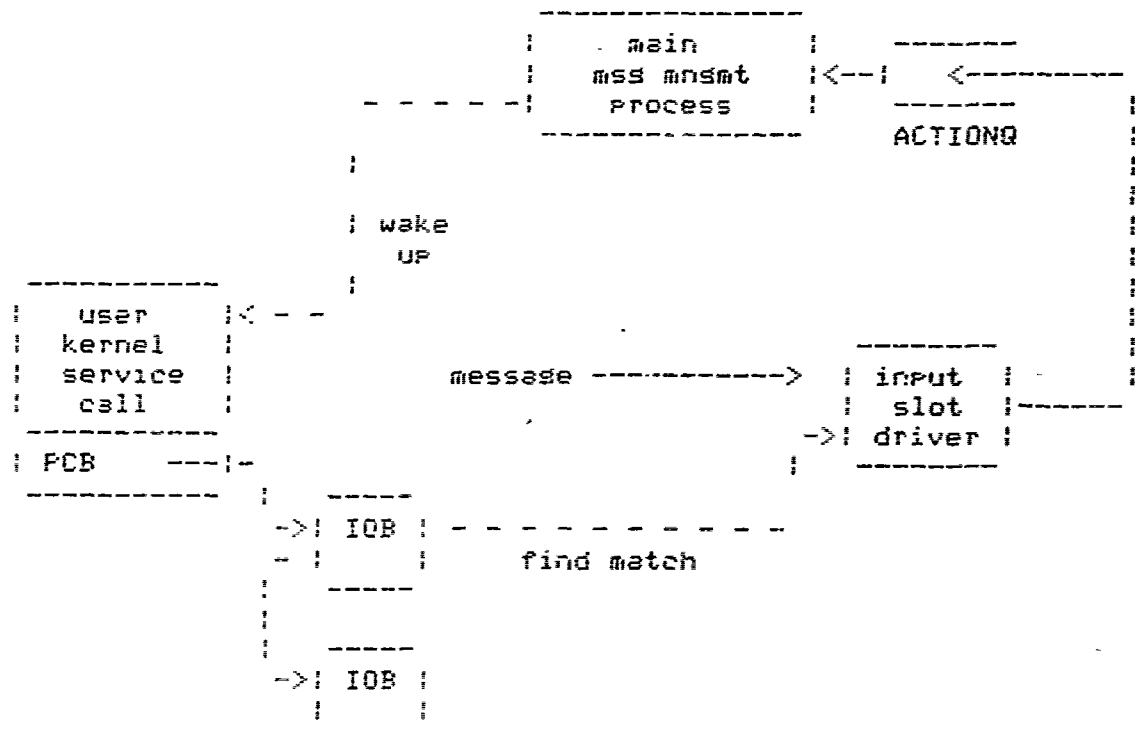 main
msg mngmt
process
ACTIONQ
wake
up
user
kernel
service
call
message
input
slot
driver
PCB
IOB
find match
IOB